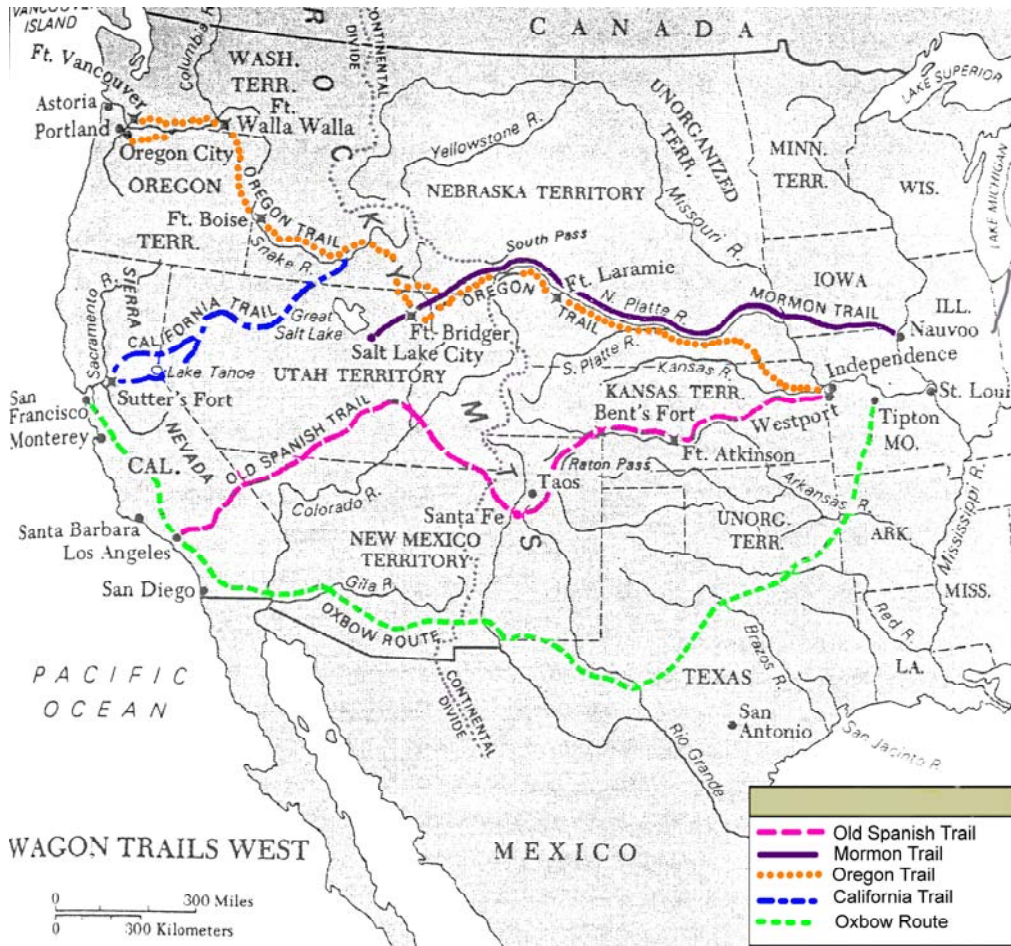 VANCOUVER
ISLAND
CANADA
Ft. Vancouver
Columbia R.
WASH.
TERR.
CONTINENTAL
DIVIDE
ROCKY MTS
LAKE SUPERIOR
Astoria
Portland
Ft.
Walla Walla
Oregon City
OREGON
TERR.
Yellowstone R.
UNORGANIZED
TERR.
MINN.
TERR.
WIS.
LAKE MICHIGAN
NEBRASKA TERRITORY
Missouri R.
OREGON TRAIL
Ft. Boise
Snake R.
South Pass
Ft. Laramie
IOWA
ILL.
SIERRA
NEVADA
Sacramento R.
CALIFORNIA TRAIL
Great
Salt Lake
OREGON
TRAIL
N. Platte R.
MORMON TRAIL
Nauvoo
Ft. Bridger
Salt Lake City
UTAH TERRITORY
S. Platte R.
Kansas R.
KANSAS TERR.
Independence
Lake Tahoe
Sutter's Fort
San
Francisco
Monterey
CAL.
OLD SPANISH TRAIL
Bent's Fort
Westport
St. Loui
Tipton
MO.
Ft. Atkinson
Raton Pass
Taos
Arkansas R.
Mississippi R.
Colorado R.
Santa Fe
Santa Barbara
Los Angeles
NEW MEXICO
TERRITORY
UNORG.
TERR.
ARK.
San Diego
Gila R.
OXBOW ROUTE
MISS.
Red R.
LA.
Brazos R.
TEXAS
PACIFIC
OCEAN
CONTINENTAL
DIVIDE
San
Antonio
San Jacinto R.
Rio Grande
WAGON TRAILS WEST
MEXICO
0 300 Miles
0 300 Kilometers
Old Spanish Trail
Mormon Trail
Oregon Trail
California Trail
Oxbow Route